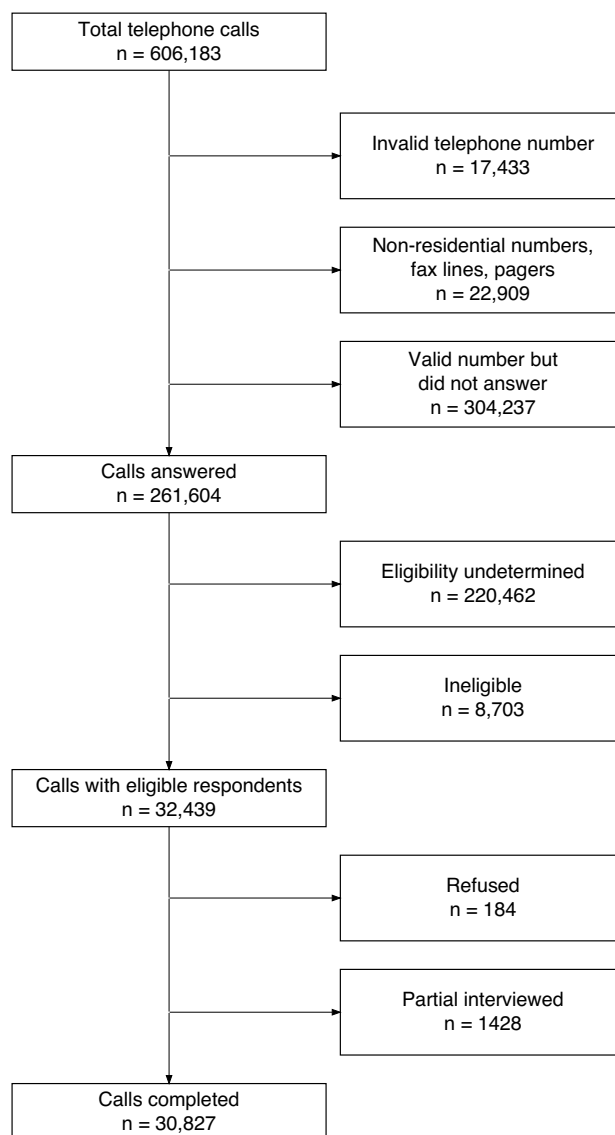 Total telephone calls
n = 606,183
Invalid telephone number
n = 17,433
Non-residential numbers,
fax lines, pagers
n = 22,909
Valid number but
did not answer
n = 304,237
Calls answered
n = 261,604
Eligibility undetermined
n = 220,462
Ineligible
n = 8,703
Calls with eligible respondents
n = 32,439
Refused
n = 184
Partial interviewed
n = 1428
Calls completed
n = 30,827